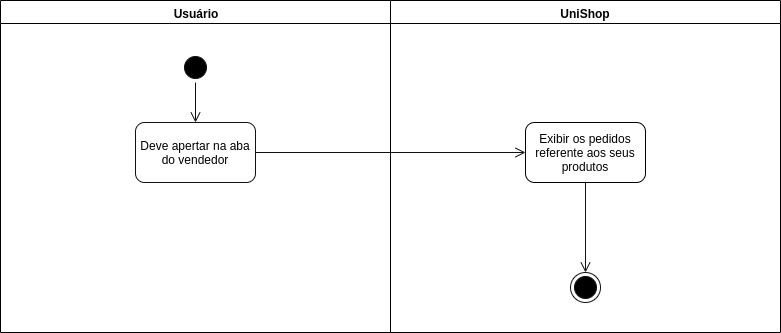 Usuário
UniShop
Deve apertar na aba
do vendedor
Exibir os pedidos
referente aos seus
produtos